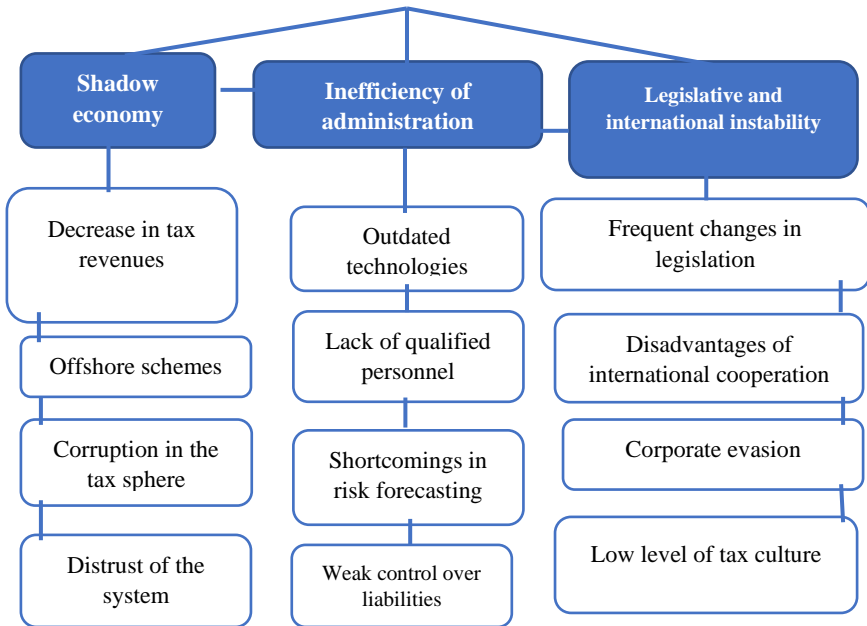 Shadow
economy
Inefficiency of
administration
Legislative and
international instability
Decrease in tax
revenues
Offshore schemes
Corruption in the
tax sphere
Distrust of the
system
Outdated
technologies
Lack of qualified
personnel
Shortcomings in
risk forecasting
Weak control over
liabilities
Frequent changes in
legislation
Disadvantages of
international cooperation
Corporate evasion
Low level of tax culture